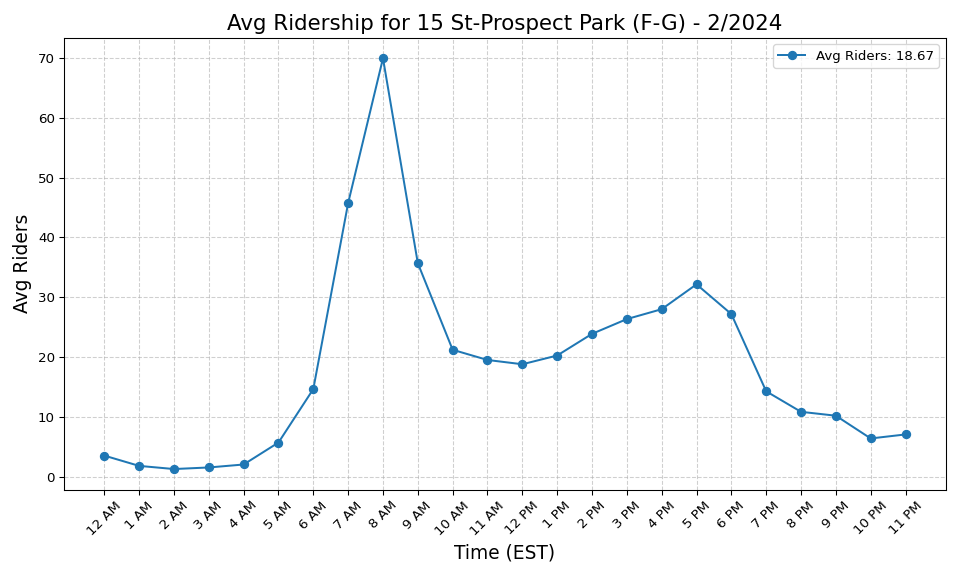 Avg Ridership for 15 St-Prospect Park (F-G) - 2/2024
Avg Riders: 18.67
70
60
50
40
30
20
10
0
Avg Riders
12 AM
1 AM
2 AM
3 AM
4 AM
5 AM
6 AM
7 AM
8 AM
9 AM
10 AM
11 AM
12 PM
1 PM
2 PM
3 PM
4 PM
5 PM
6 PM
7 PM
8 PM
9 PM
10 PM
11 PM
Time (EST)